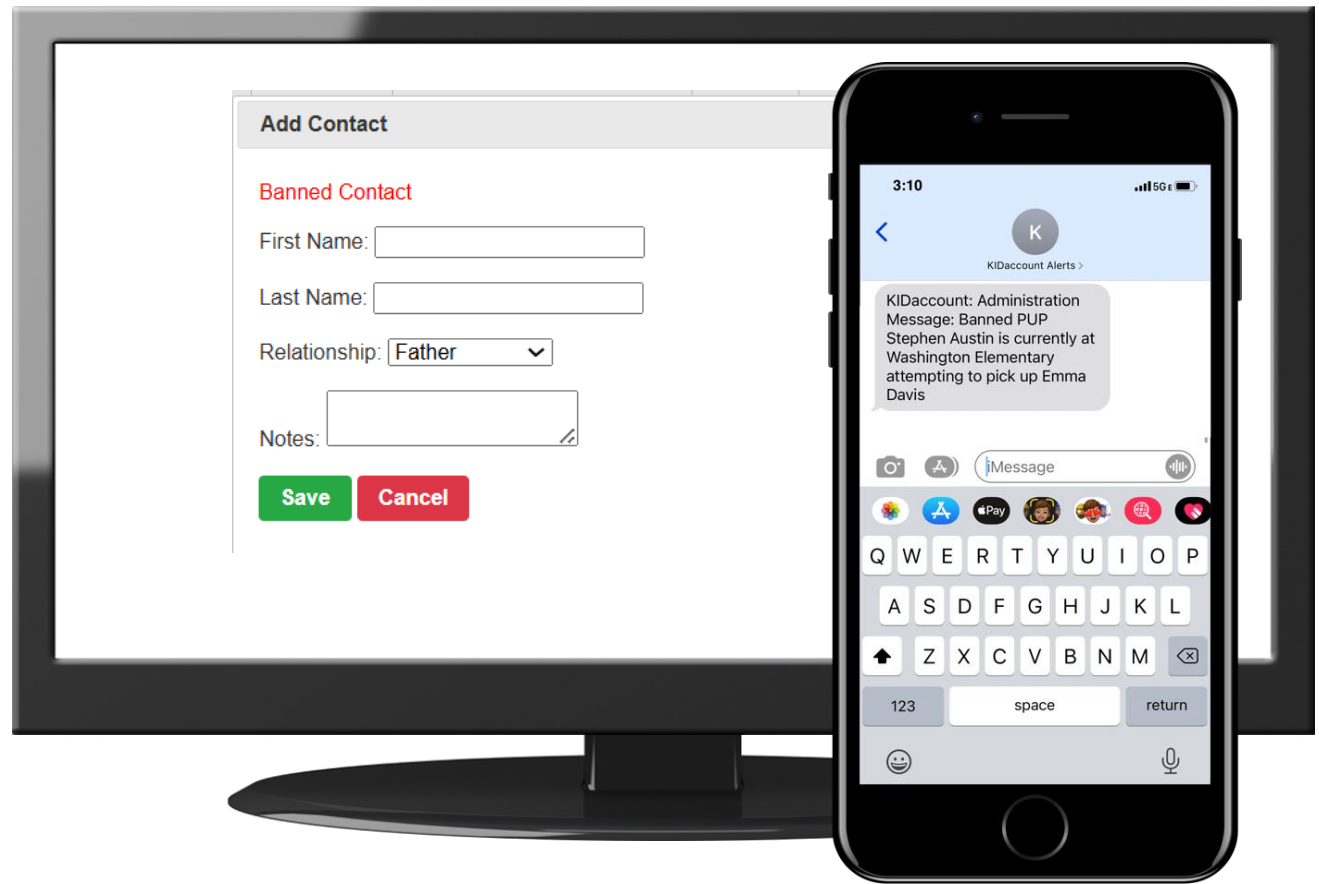 Add Contact
Banned Contact
First Name:
Last Name:
Relationship: Father
Notes:
Save Cancel
3:10 5G E
K
KIDaccount Alerts >
KIDaccount: Administration
Message: Banned PUP
Stephen Austin is currently at
Washington Elementary
attempting to pick up Emma
Davis
iMessage
Pay
Q W E R T Y U I O P
A S D F G H J K L
Z X C V B N M
123 space return